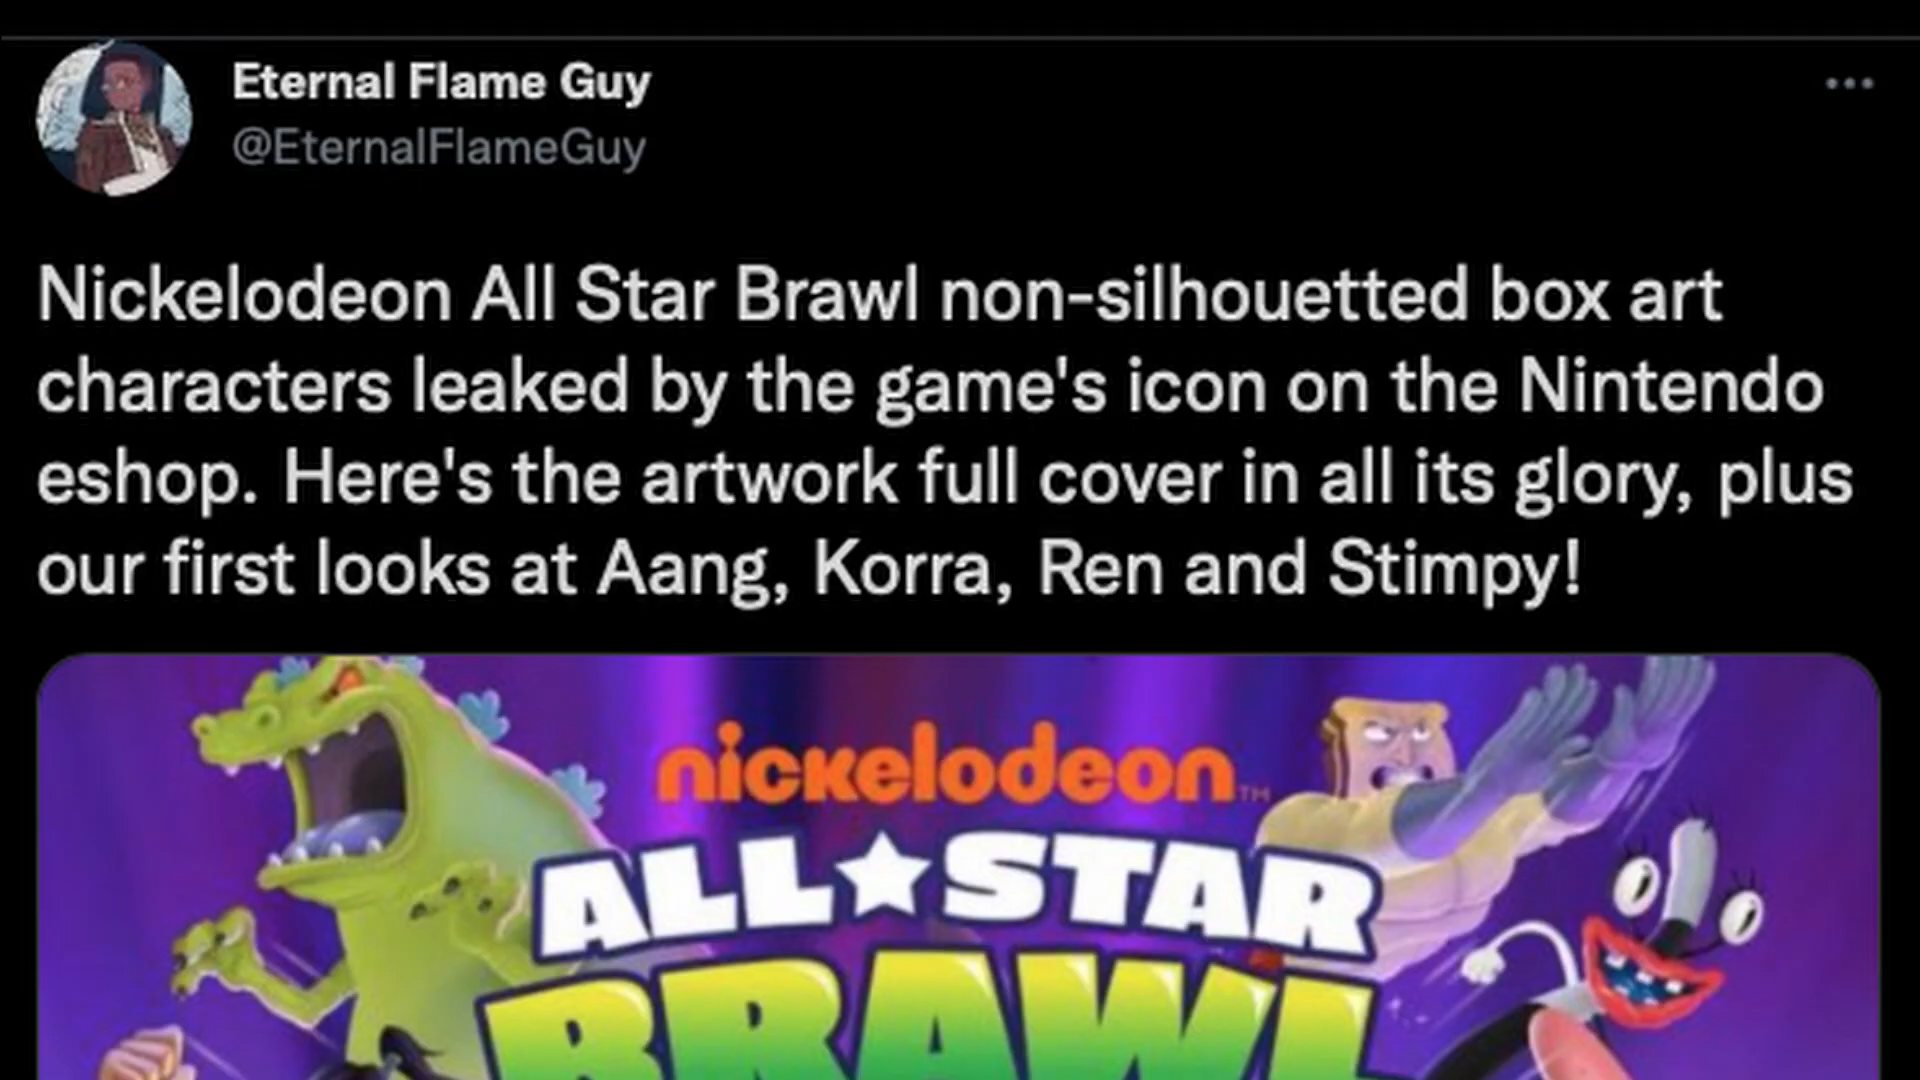 Eternal Flame Guy
@EternalFlameGuy
Nickelodeon All Star Brawl non-silhouetted box art
characters leaked by the game's icon on the Nintendo
eshop. Here's the artwork full cover in all its glory, plus
our first looks at Aang, Korra, Ren and Stimpy!
nickelodeon™
ALL★STAR
BRAWL